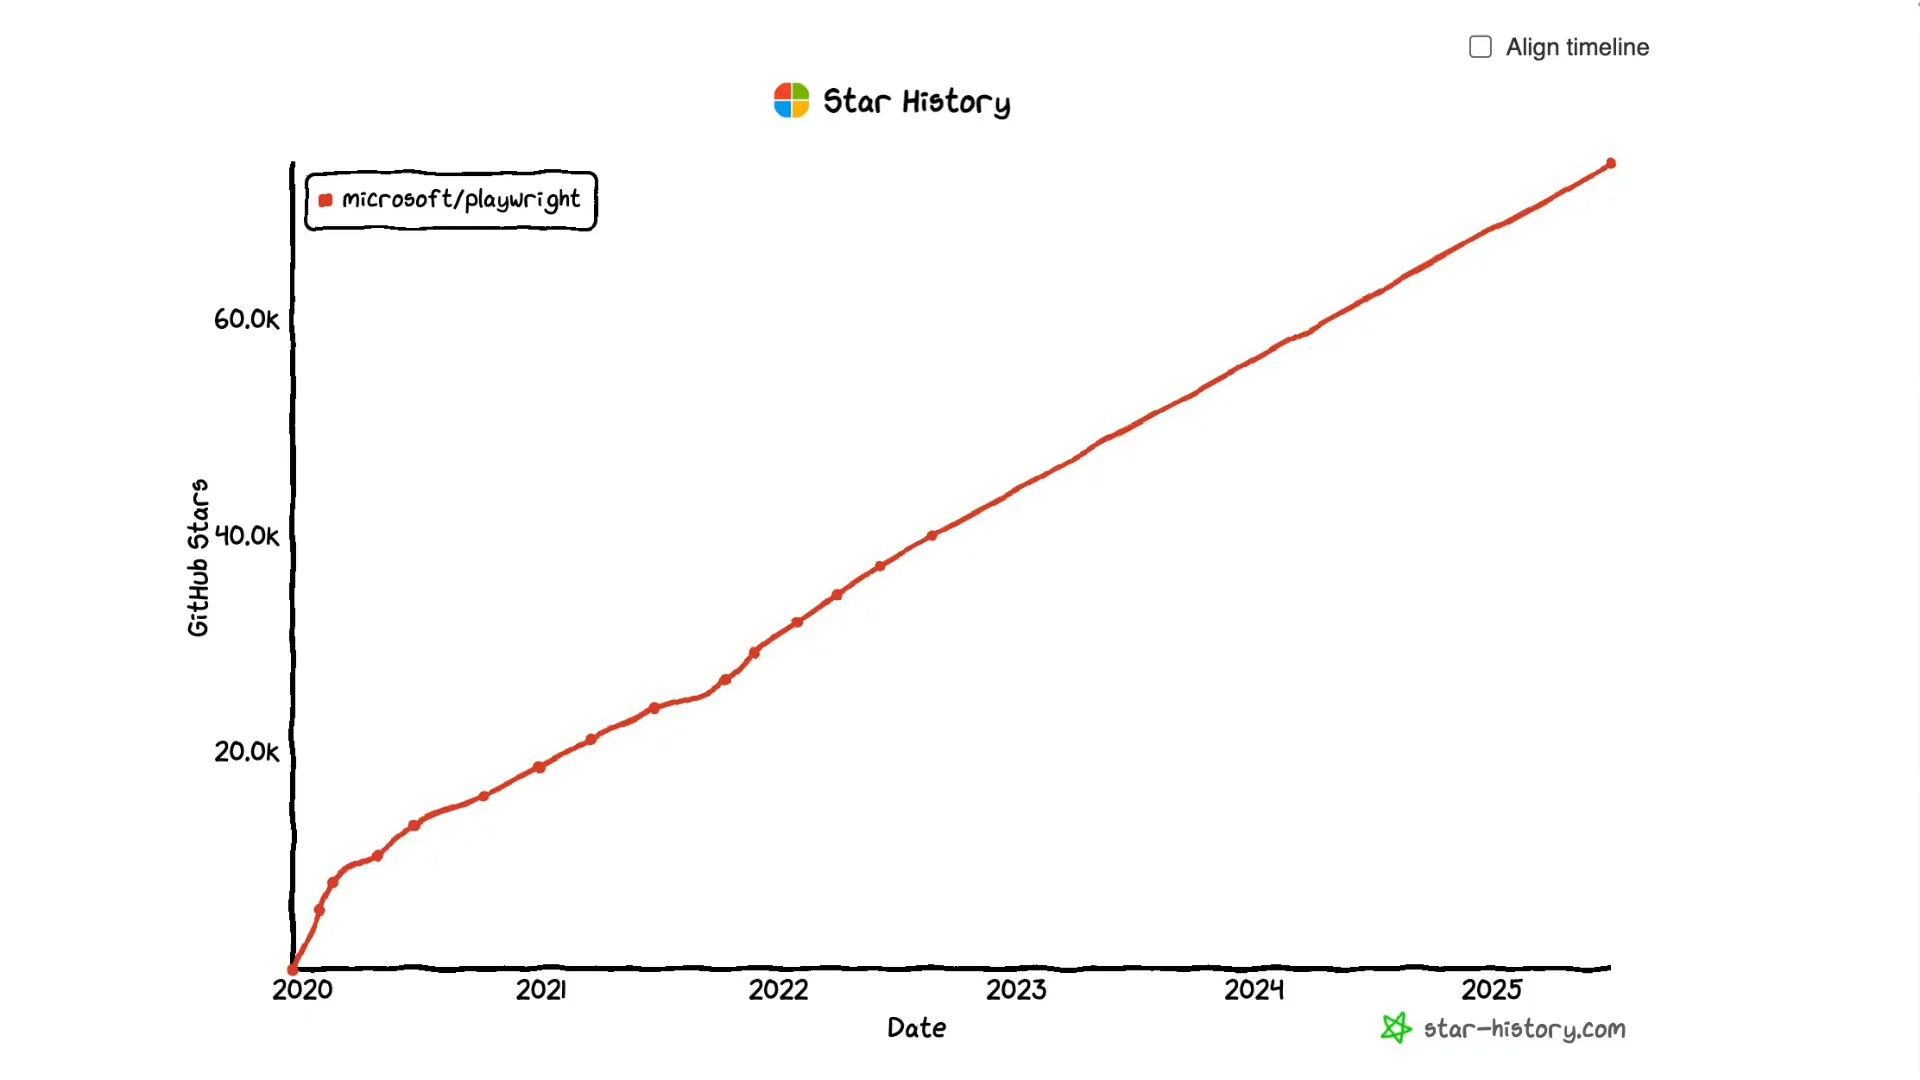 Align timeline
Star History
microsoft/playwright
60.0k
40.0k
20.0k
GitHub Stars
2020 2021 2022 2023 2024 2025
Date
star-history.com